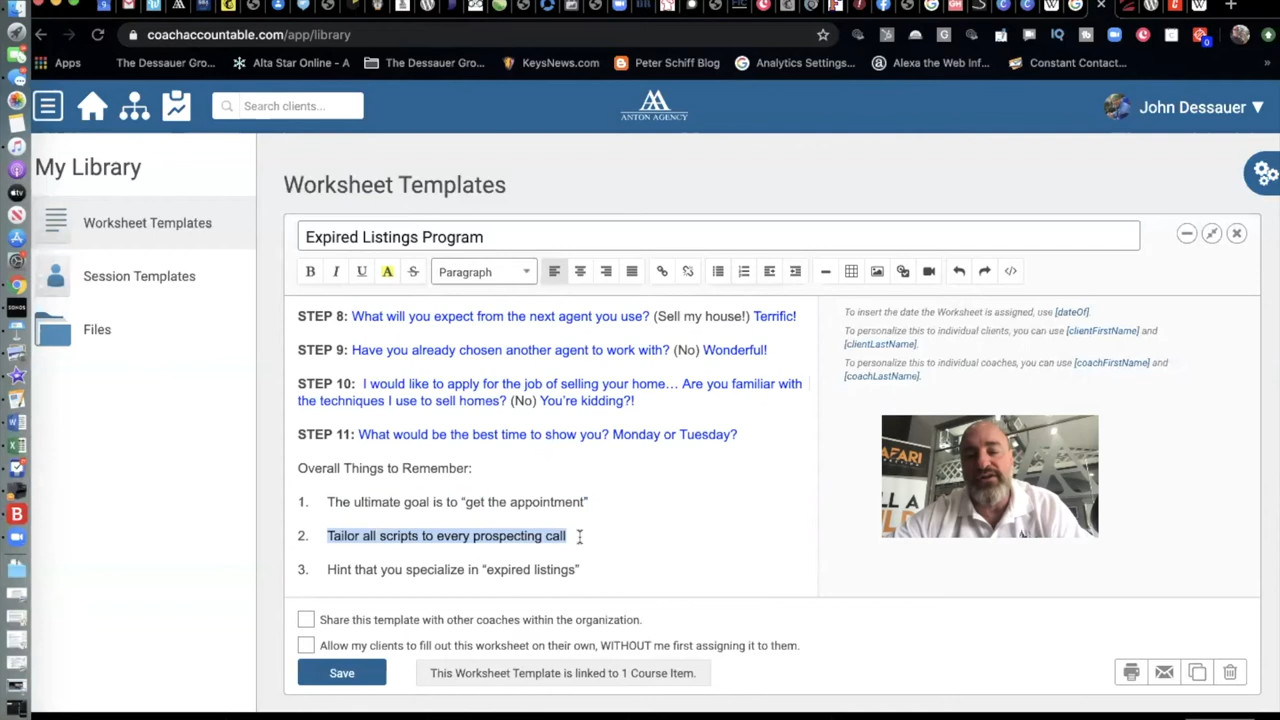 coachaccountable.com/app/library
Apps
The Dessauer Gro...
Alta Star Online - A
The Dessauer Gro...
KeysNews.com
Peter Schiff Blog
Analytics Settings...
Alexa the Web Inf...
Constant Contact...
»
Search clients...
ANTON AGENCY
John Dessauer ▼
My Library
Worksheet Templates
Session Templates
Files
Worksheet Templates
Expired Listings Program
B I U A S Paragraph
STEP 8: What will you expect from the next agent you use? (Sell my house!) Terrific!
STEP 9: Have you already chosen another agent to work with? (No) Wonderful!
STEP 10: I would like to apply for the job of selling your home… Are you familiar with
the techniques I use to sell homes? (No) You’re kidding?!
STEP 11: What would be the best time to show you? Monday or Tuesday?
Overall Things to Remember:
1. The ultimate goal is to “get the appointment”
2. Tailor all scripts to every prospecting call
3. Hint that you specialize in “expired listings”
To insert the date the Worksheet is assigned, use [dateOf].
To personalize this to individual clients, you can use [clientFirstName] and
[clientLastName].
To personalize this to individual coaches, you can use [coachFirstName] and
[coachLastName].
Share this template with other coaches within the organization.
Allow my clients to fill out this worksheet on their own, WITHOUT me first assigning it to them.
Save
This Worksheet Template is linked to 1 Course Item.